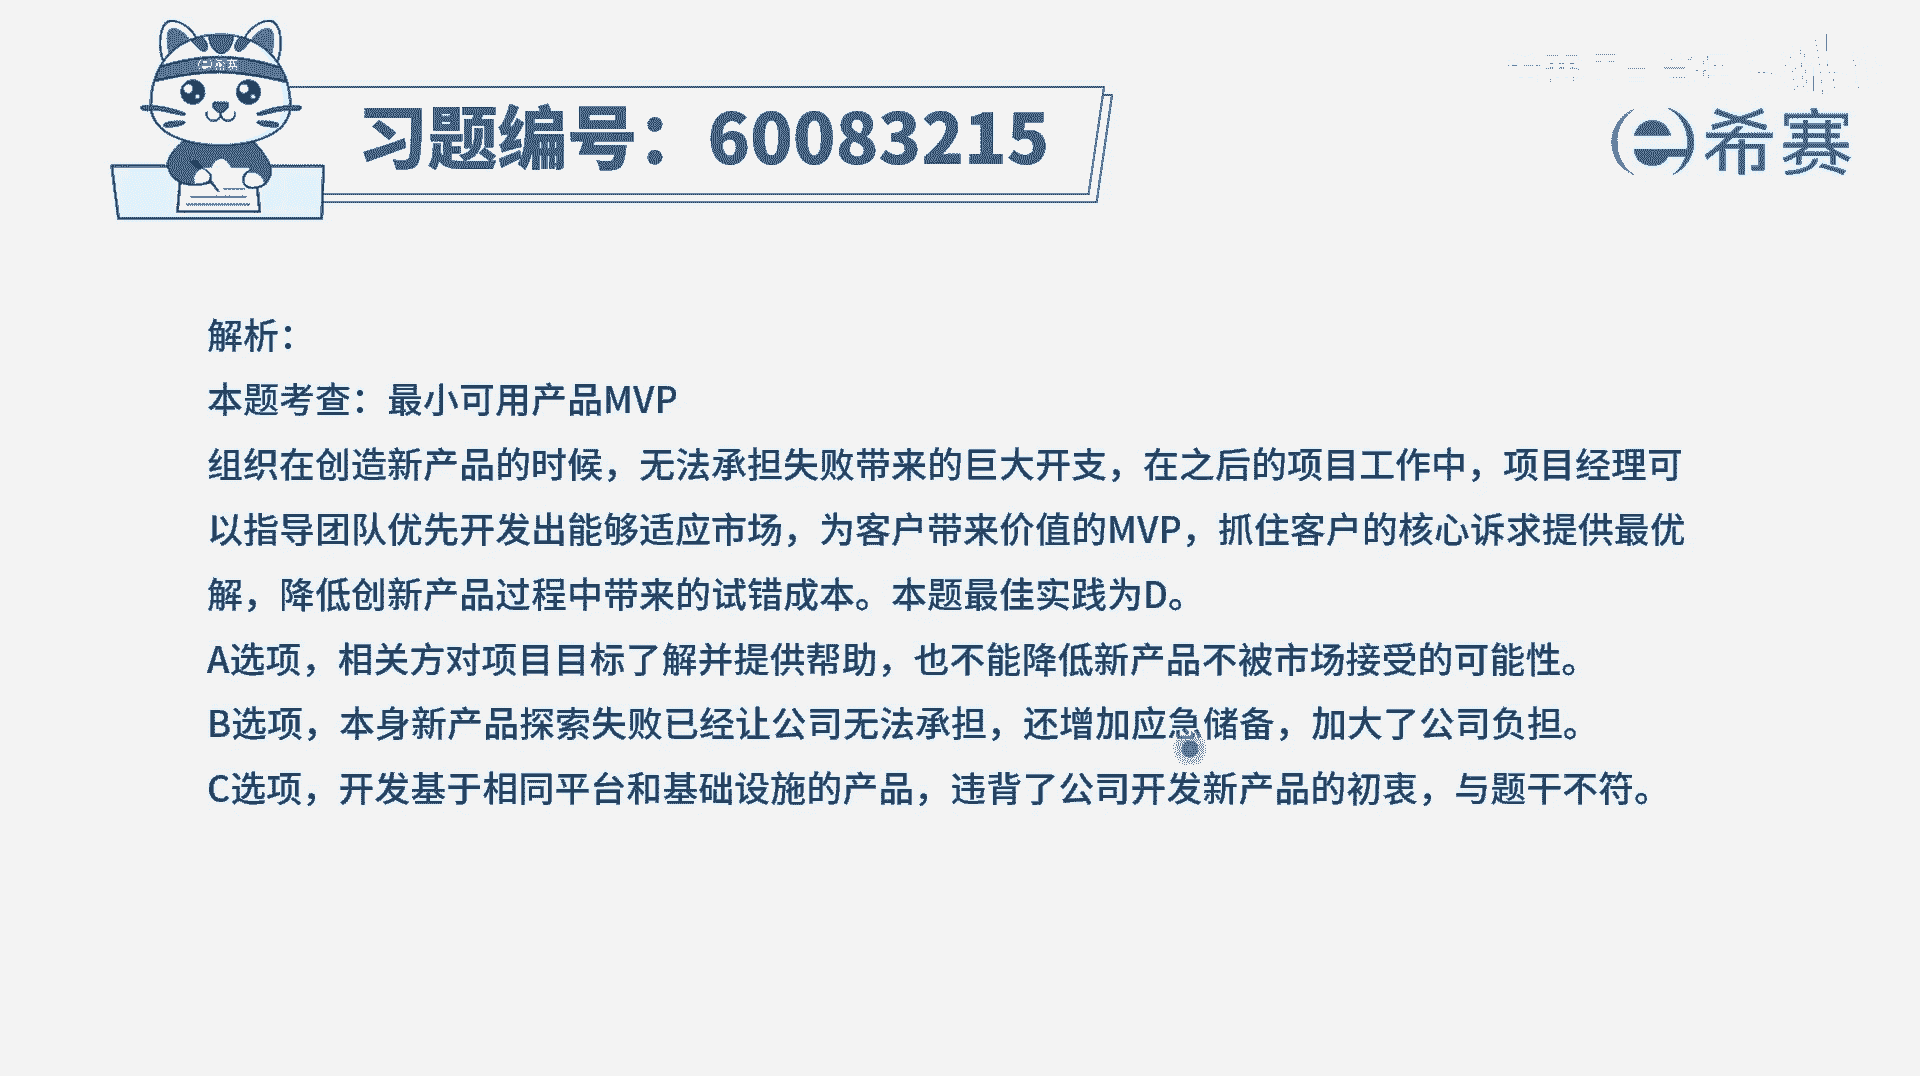 习题编号：60083215
希赛
e希赛
解析：
本题考查：最小可用产品MVP
组织在创造新产品的时候，无法承担失败带来的巨大开支，在之后的项目工作中，项目经理可
以指导团队优先开发出能够适应市场，为客户带来价值的MVP，抓住客户的核心诉求提供最优
解，降低创新产品过程中带来的试错成本。本题最佳实践为D。
A选项，相关方对项目目标了解并提供帮助，也不能降低新产品不被市场接受的可能性。
B选项，本身新产品探索失败已经让公司无法承担，还增加应急储备，加大了公司负担。
C选项，开发基于相同平台和基础设施的产品，违背了公司开发新产品的初衷，与题干不符。